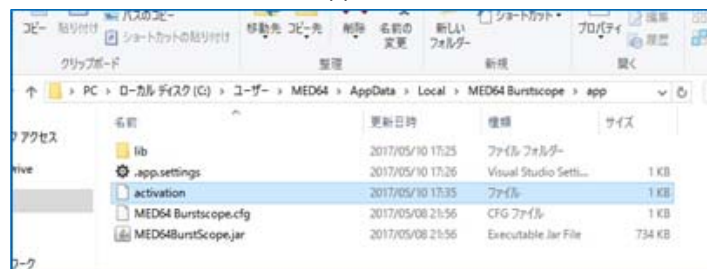 パスのコピー ショートカット
コピー 貼り付け ショートカットの貼り付け 移動先 コピー先 削除 名前の変更 新しいフォルダー プロパティ 編集 履歴
クリップボード 整理 新規 開く
↑ > PC > ローカル ディスク (C:) > ユーザー > MED64 > AppData > Local > MED64 Burstscope > app
名前 更新日時 種類 サイズ
クアクセス
lib 2017/05/10 17:25 ファイル フォルダー
rive .app.settings 2017/05/10 17:26 Visual Studio Setti... 1 KB
activation 2017/05/10 17:35 ファイル 1 KB
MED64 Burstscope.cfg 2017/05/08 21:56 CFG ファイル 1 KB
MED64BurstScope.jar 2017/05/08 21:56 Executable Jar File 734 KB
ワーク